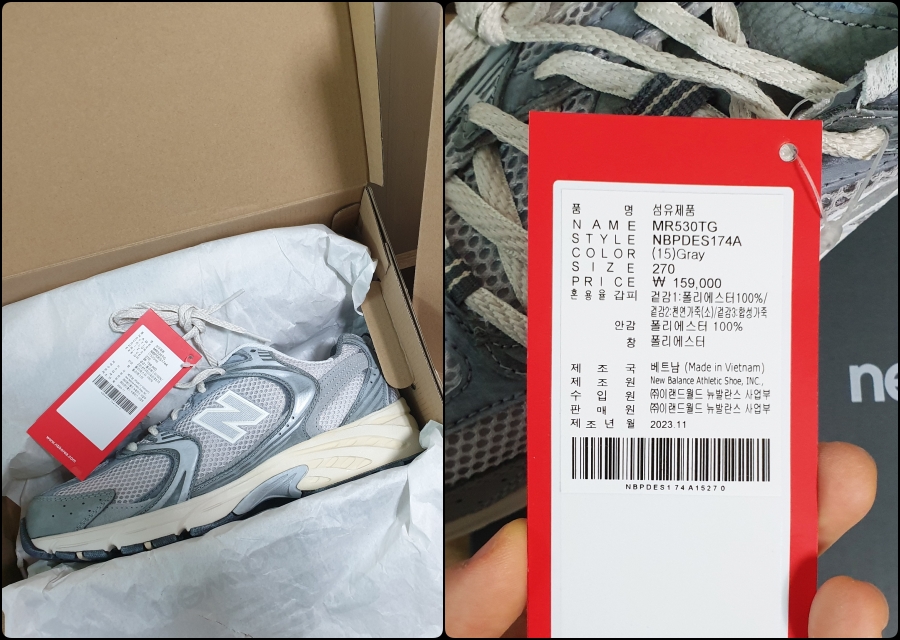 N
www.nbkorea.com
품 명 섬유제품
NAME MR530TG
STYLE NBPDES174A
COLOR (15)Gray
SIZE 270
PRICE ₩ 159,000
혼용율 갑피 겉감1:폴리에스터100%/
겉감2:천연가죽(소)/겉감3:합성가죽
안감 폴리에스터 100%
창 폴리에스터
제 조 국 베트남 (Made in Vietnam)
제 조 원 New Balance Athletic Shoe, INC.,
수 입 원 ㈜이랜드월드 뉴발란스 사업부
판 매 원 ㈜이랜드월드 뉴발란스 사업부
제조년월 2023.11
NBPDES174A15270
ne